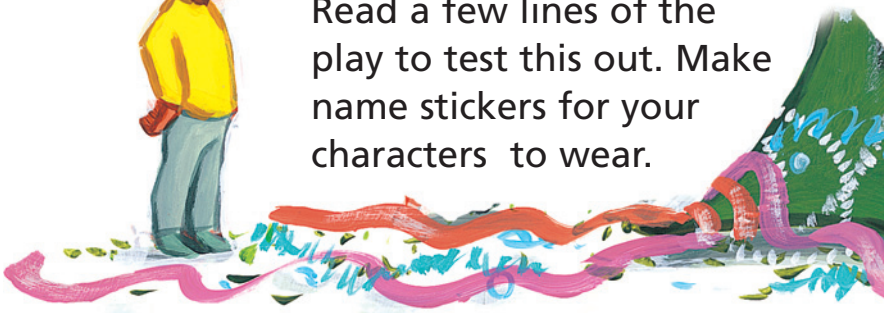 Read a few lines of the
play to test this out. Make
name stickers for your
characters  to wear.